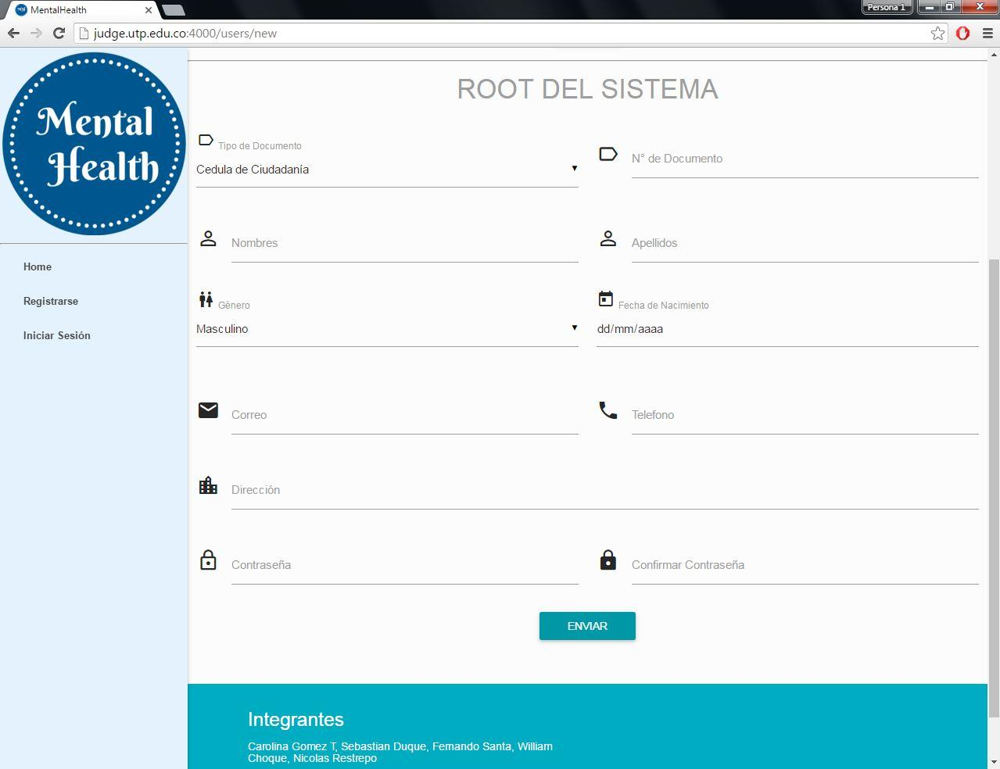 MentalHealth
Persona 1
judge.utp.edu.co:4000/users/new
Mental
Health
Home
Registrarse
Iniciar Sesión
ROOT DEL SISTEMA
Tipo de Documento
Cedula de Ciudadanía
N° de Documento
Nombres
Apellidos
Género
Masculino
Fecha de Nacimiento
dd/mm/aaaa
Correo
Telefono
Dirección
Contraseña
Confirmar Contraseña
ENVIAR
Integrantes
Carolina Gomez T, Sebastian Duque, Fernando Santa, William
Choque, Nicolas Restrepo